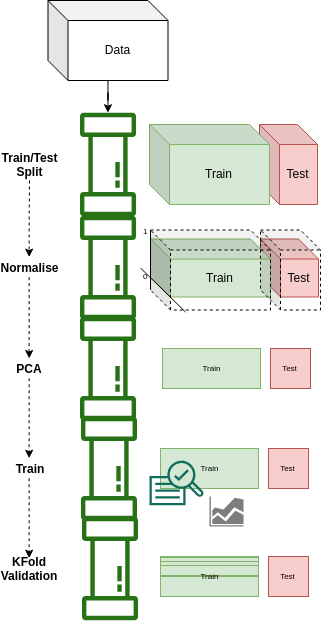 Data
Train/Test
Split
Train
Test
1
Normalise
0
Train
Test
PCA
Train
Test
Train
Train
Test
KFold
Validation
Train
Test